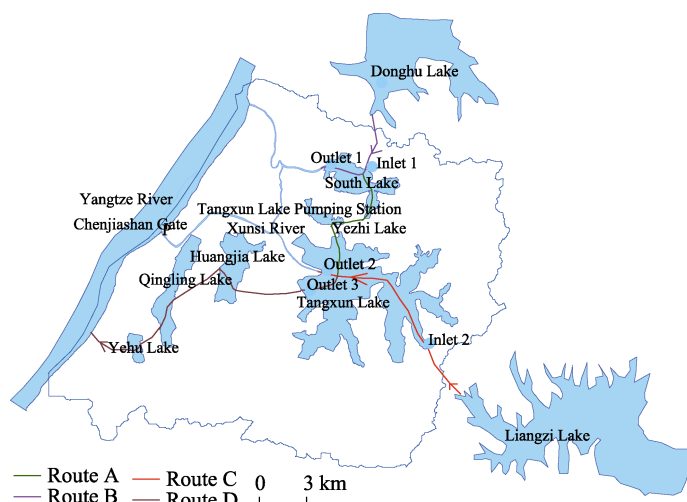 Donghu Lake
Outlet 1
Inlet 1
South Lake
Yangtze River
Tangxun Lake Pumping Station
Chenjiashan Gate
Xunsi River
Yezhi Lake
Huangjia Lake
Outlet 2
Qingling Lake
Outlet 3
Tangxun Lake
Inlet 2
Yehu Lake
Liangzi Lake
Route A
Route C
0 3 km
Route B
Route D